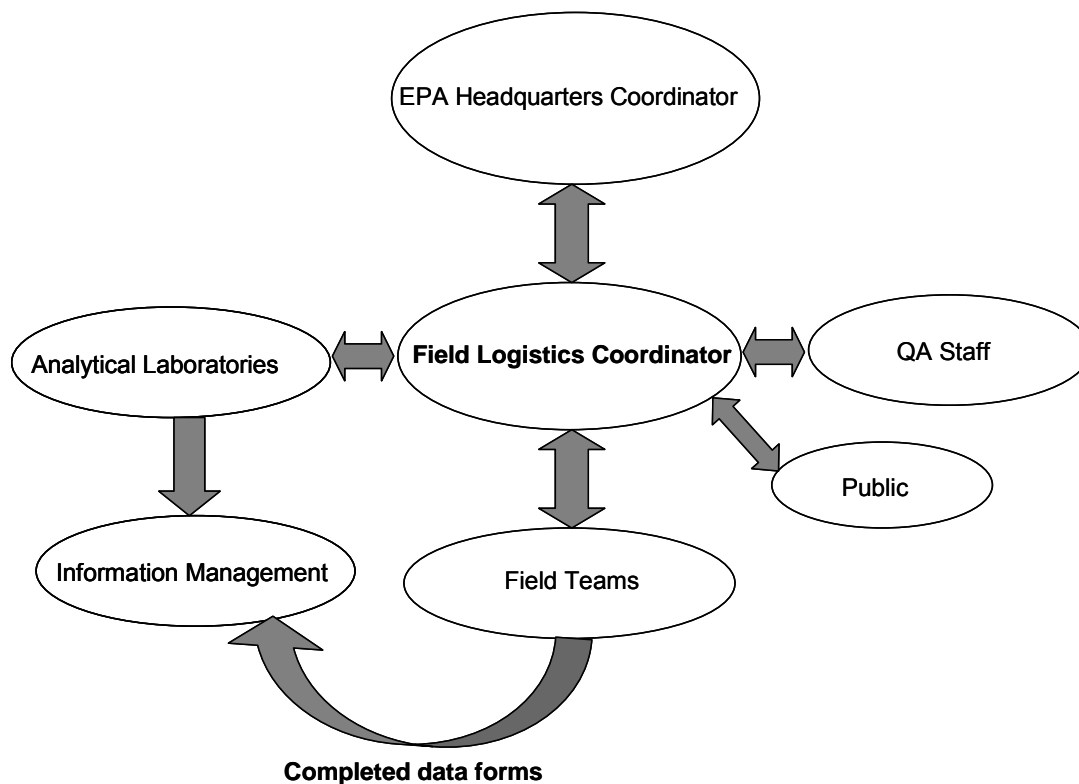 EPA Headquarters Coordinator
Analytical Laboratories
Field Logistics Coordinator
QA Staff
Public
Information Management
Field Teams
Completed data forms